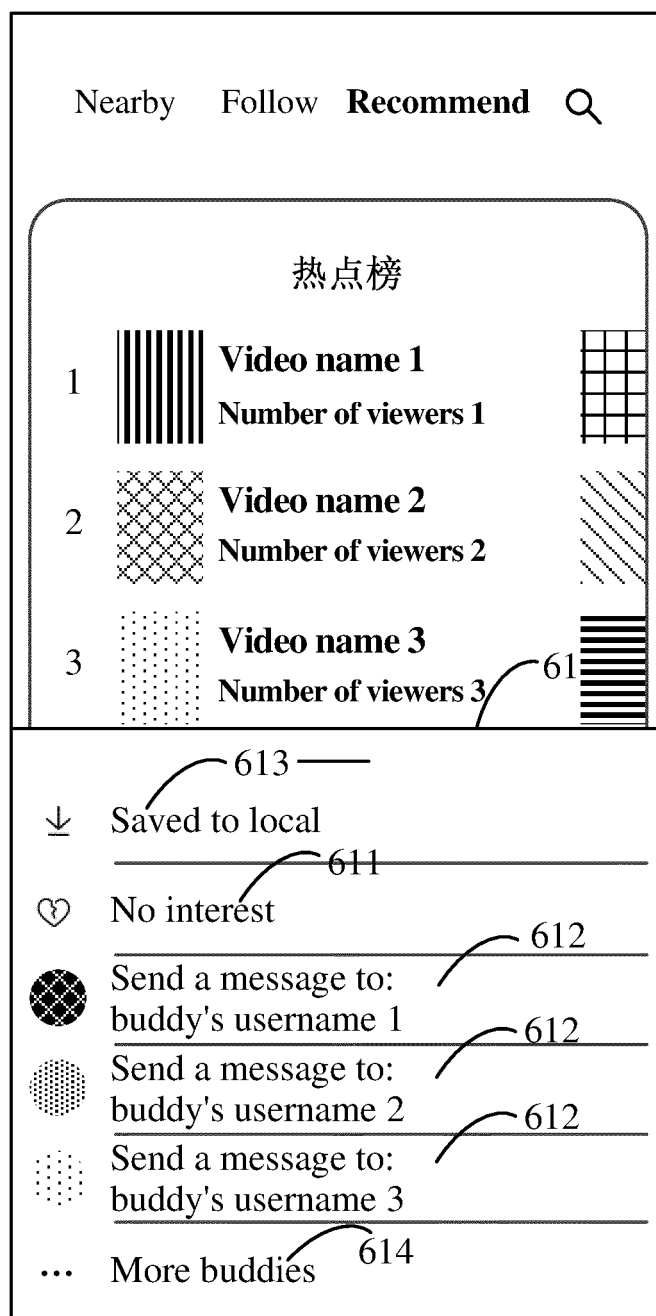 Nearby Follow Recommend
热点榜
1
Video name 1
Number of viewers 1
2
Video name 2
Number of viewers 2
3
Video name 3
Number of viewers 3
61
613
Saved to local
611
No interest
612
Send a message to:
buddy's username 1
612
Send a message to:
buddy's username 2
612
Send a message to:
buddy's username 3
614
More buddies